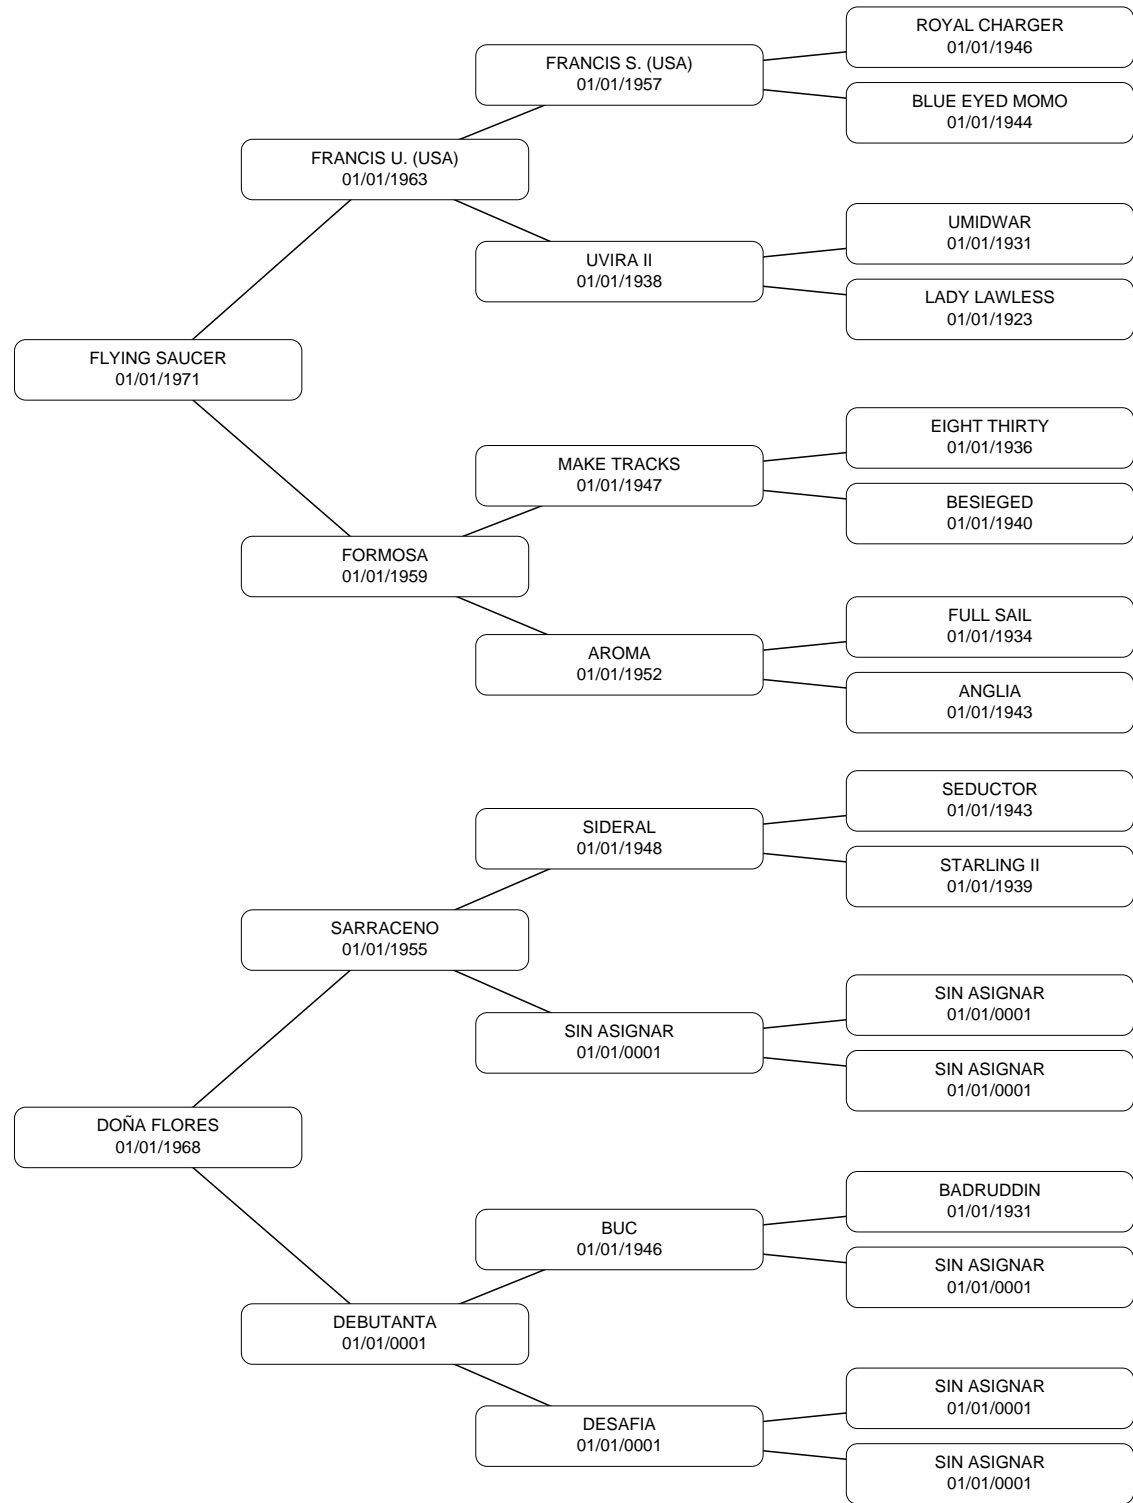 ROYAL CHARGER
01/01/1946
FRANCIS S. (USA)
01/01/1957
BLUE EYED MOMO
01/01/1944
FRANCIS U. (USA)
01/01/1963
UMIDWAR
01/01/1931
UVIRA II
01/01/1938
LADY LAWLESS
01/01/1923
FLYING SAUCER
01/01/1971
EIGHT THIRTY
01/01/1936
MAKE TRACKS
01/01/1947
BESIEGED
01/01/1940
FORMOSA
01/01/1959
FULL SAIL
01/01/1934
AROMA
01/01/1952
ANGLIA
01/01/1943
SEDUCTOR
01/01/1943
SIDERAL
01/01/1948
STARLING II
01/01/1939
SARRACENO
01/01/1955
SIN ASIGNAR
01/01/0001
SIN ASIGNAR
01/01/0001
SIN ASIGNAR
01/01/0001
DOÑA FLORES
01/01/1968
BADRUDDIN
01/01/1931
BUC
01/01/1946
SIN ASIGNAR
01/01/0001
DEBUTANTA
01/01/0001
SIN ASIGNAR
01/01/0001
DESAFIA
01/01/0001
SIN ASIGNAR
01/01/0001